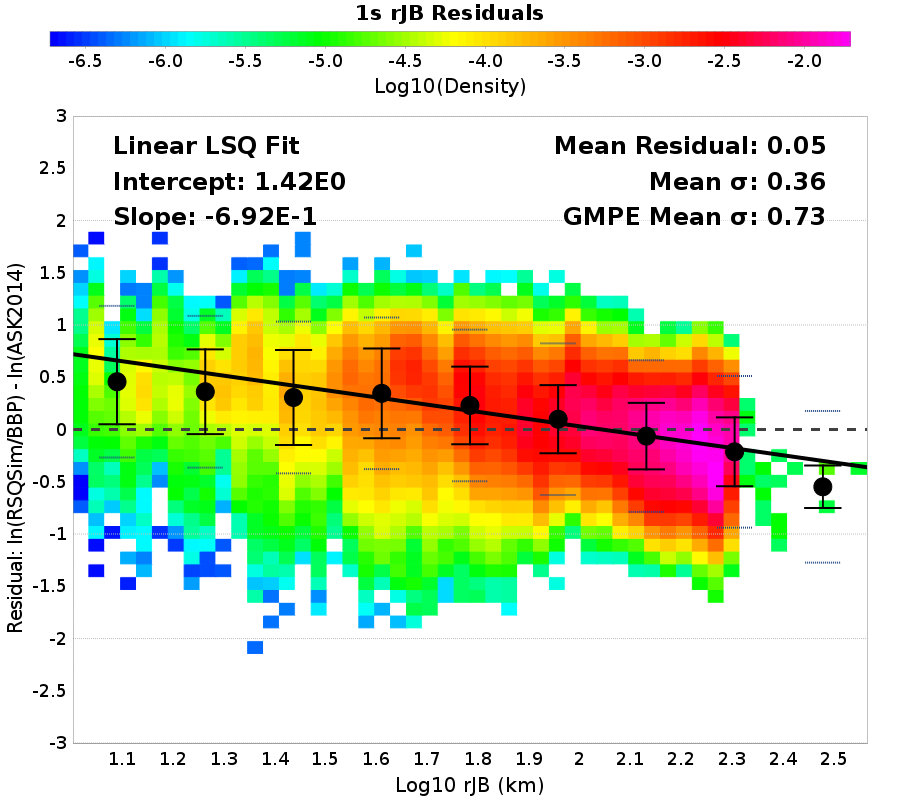 1s rJB Residuals
-6.5 -6.0 -5.5 -5.0 -4.5 -4.0 -3.5 -3.0 -2.5 -2.0
Log10(Density)
Linear LSQ Fit
Intercept: 1.42E0
Slope: -6.92E-1
Mean Residual: 0.05
Mean σ: 0.36
GMPE Mean σ: 0.73
Residual: ln(RSQSim/BBP) - ln(ASK2014)
3
2.5
2
1.5
1
0.5
0
-0.5
-1
-1.5
-2
-2.5
-3
1.1 1.2 1.3 1.4 1.5 1.6 1.7 1.8 1.9 2 2.1 2.2 2.3 2.4 2.5
Log10 rJB (km)